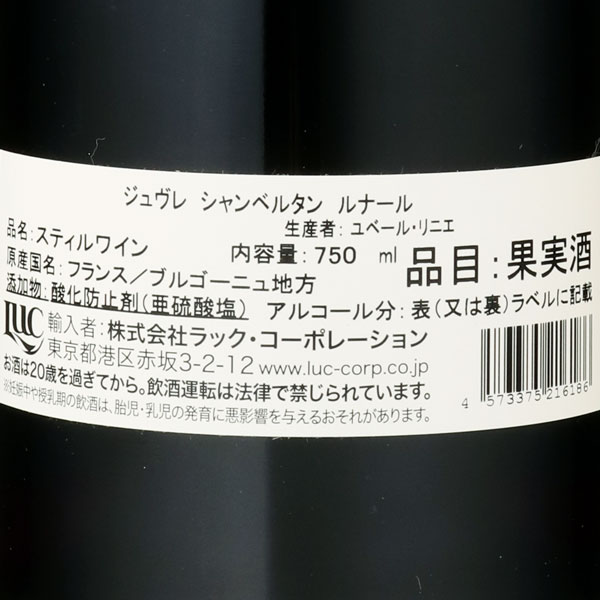 ジュヴレ シャンベルタン ルナール
生産者: ユベール・リニエ
品名:スティルワイン
内容量:750 ml
品目:果実酒
原産国名:フランス/ブルゴーニュ地方
添加物:酸化防止剤(亜硫酸塩)
アルコール分:表(又は裏)ラベルに記載
LUC
輸入者:株式会社ラック・コーポレーション
東京都港区赤坂3-2-12 www.luc-corp.co.jp
お酒は20歳を過ぎてから。飲酒運転は法律で禁じられています。
※妊娠中や授乳期の飲酒は、胎児・乳児の発育に悪影響を与えるおそれがあります。
4 573375 216186